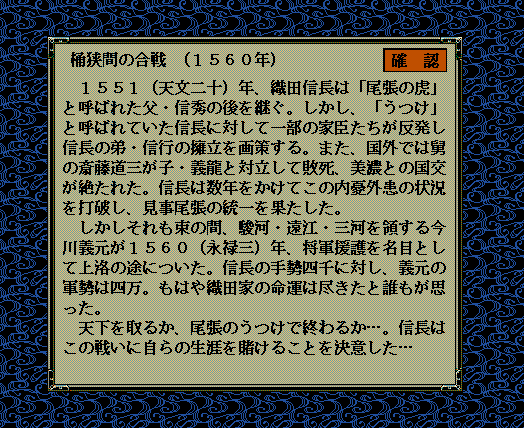 桶狭間の合戦　（１５６０年）
確　認
　１５５１（天文二十）年、織田信長は「尾張の虎」
と呼ばれた父・信秀の後を継ぐ。しかし、「うつけ」
と呼ばれていた信長に対して一部の家臣たちが反発し
信長の弟・信行の擁立を画策する。また、国外では舅
の斎藤道三が子・義龍と対立して敗死、美濃との国交
が絶たれた。信長は数年をかけてこの内憂外患の状況
を打破し、見事尾張の統一を果たした。
　しかしそれも束の間、駿河・遠江・三河を領する今
川義元が１５６０（永禄三）年、将軍援護を名目とし
て上洛の途についた。信長の手勢四千に対し、義元の
軍勢は四万。もはや織田家の命運は尽きたと誰もが思
った。
　天下を取るか、尾張のうつけで終わるか…。信長は
この戦いに自らの生涯を賭けることを決意した…